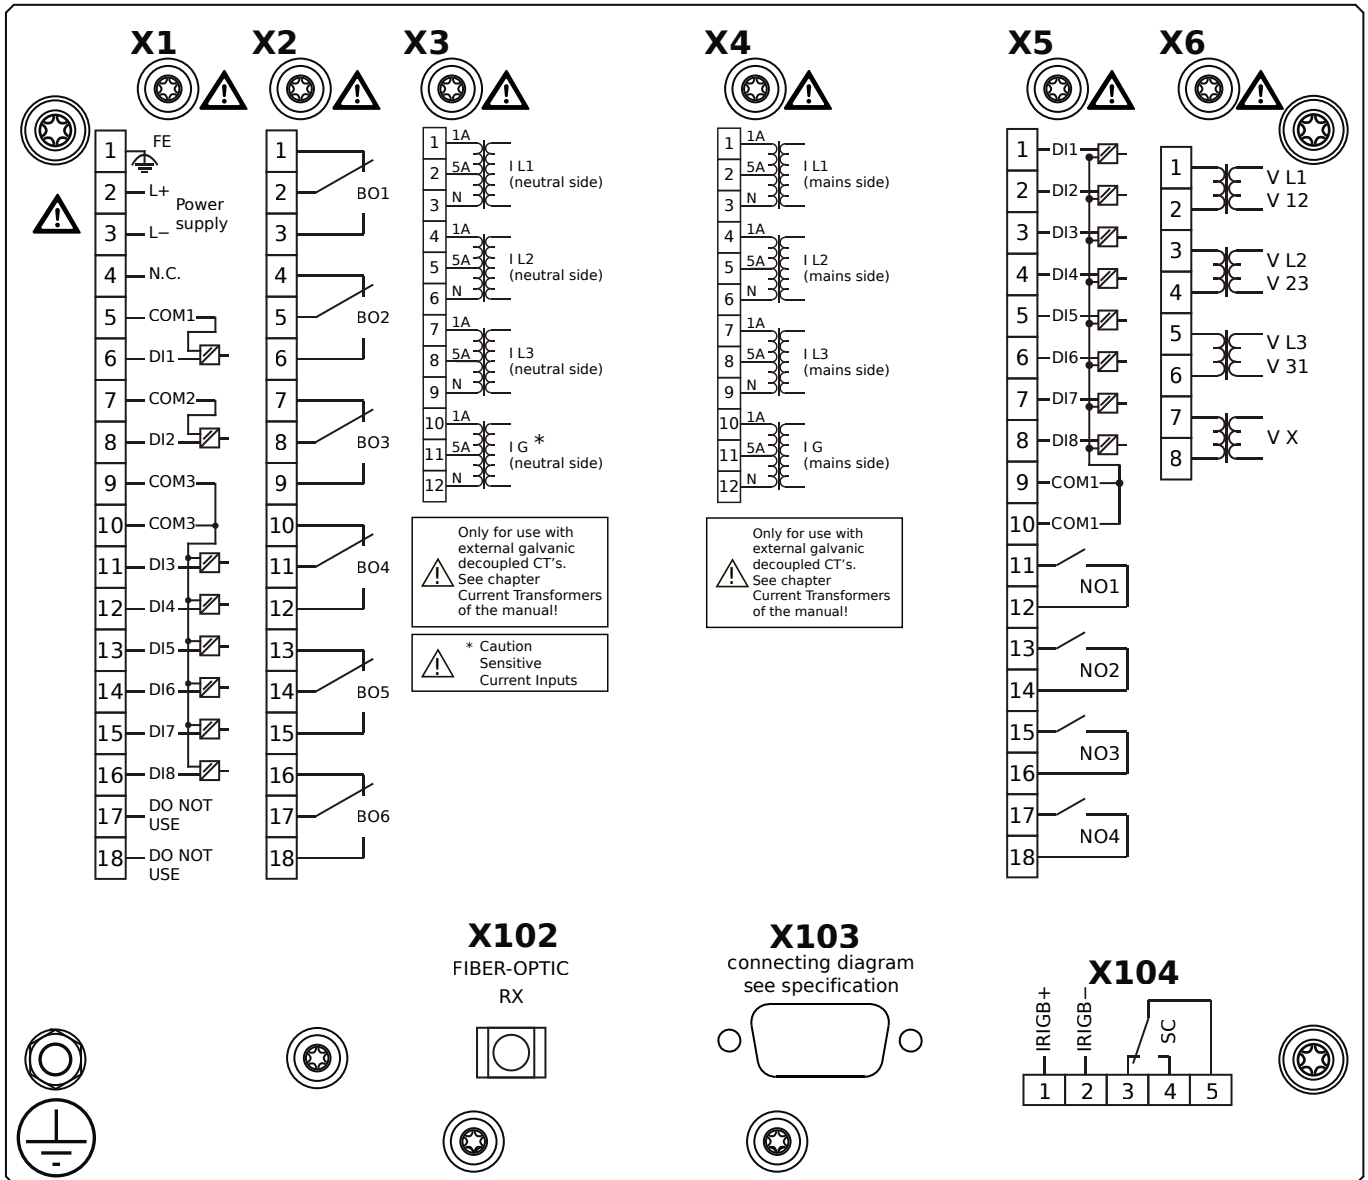 X1
X2
X3
X4
X5
X6
1
FE
2
L+
Power
supply
3
L−
4
N.C.
5
COM1
6
DI1
7
COM2
8
DI2
9
COM3
10
COM3
11
DI3
12
DI4
13
DI5
14
DI6
15
DI7
16
DI8
17
DO NOT
USE
18
DO NOT
USE
1
2
BO1
3
4
5
BO2
6
7
8
BO3
9
10
11
BO4
12
13
14
BO5
15
16
17
BO6
18
1
1A
2
5A
I L1
(neutral side)
3
N
4
1A
5
5A
I L2
(neutral side)
6
N
7
1A
8
5A
I L3
(neutral side)
9
N
10
1A
11
5A
I G *
(neutral side)
12
N
Only for use with
external galvanic
decoupled CT's.
See chapter
Current Transformers
of the manual!
* Caution
Sensitive
Current Inputs
1
1A
2
5A
I L1
(mains side)
3
N
4
1A
5
5A
I L2
(mains side)
6
N
7
1A
8
5A
I L3
(mains side)
9
N
10
1A
11
5A
I G
(mains side)
12
N
Only for use with
external galvanic
decoupled CT's.
See chapter
Current Transformers
of the manual!
1
DI1
2
DI2
3
DI3
4
DI4
5
DI5
6
DI6
7
DI7
8
DI8
9
COM1
10
COM1
11
NO1
12
13
NO2
14
15
NO3
16
17
NO4
18
1
V L1
V 12
2
3
V L2
V 23
4
5
V L3
V 31
6
7
V X
8
X102
FIBER-OPTIC
RX
X103
connecting diagram
see specification
X104
IRIGB+
IRIGB−
SC
1 2 3 4 5